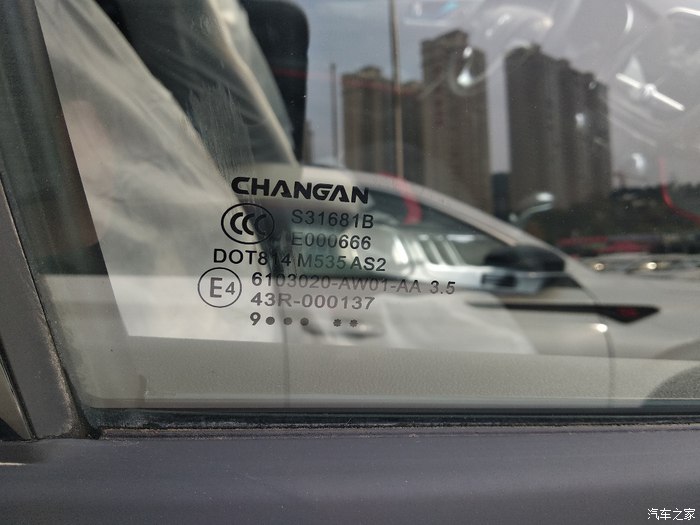 CHANGAN
CCC S31681B
E000666
DOT814 M535 AS2
E4 6103020-AW01-AA 3.5
43R-000137
9●●● ●●
汽车之家